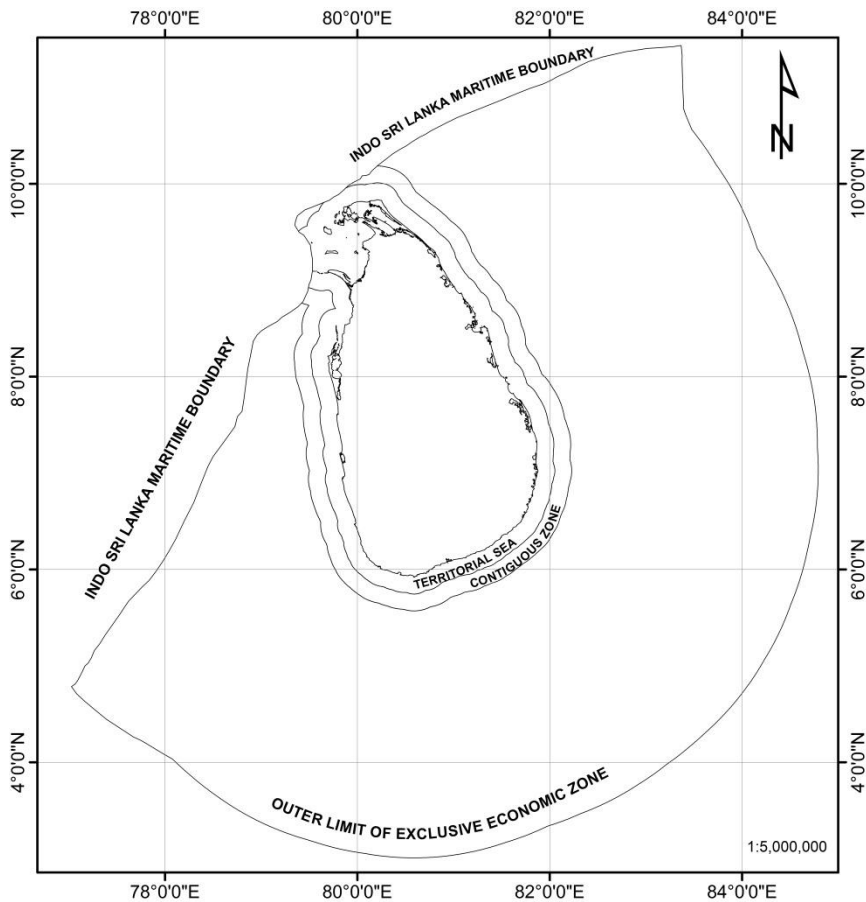 78°0'0"E 80°0'0"E 82°0'0"E 84°0'0"E
INDO SRI LANKA MARITIME BOUNDARY
N
10°0'0"N 10°0'0"N
8°0'0"N 8°0'0"N
INDO SRI LANKA MARITIME BOUNDARY
6°0'0"N 6°0'0"N
TERRITORIAL SEA
CONTIGUOUS ZONE
4°0'0"N 4°0'0"N
OUTER LIMIT OF EXCLUSIVE ECONOMIC ZONE
1:5,000,000
78°0'0"E 80°0'0"E 82°0'0"E 84°0'0"E